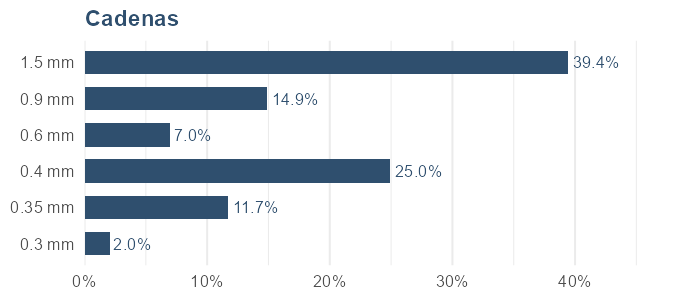 Cadenas
1.5 mm 39.4%
0.9 mm 14.9%
0.6 mm 7.0%
0.4 mm 25.0%
0.35 mm 11.7%
0.3 mm 2.0%
0% 10% 20% 30% 40%